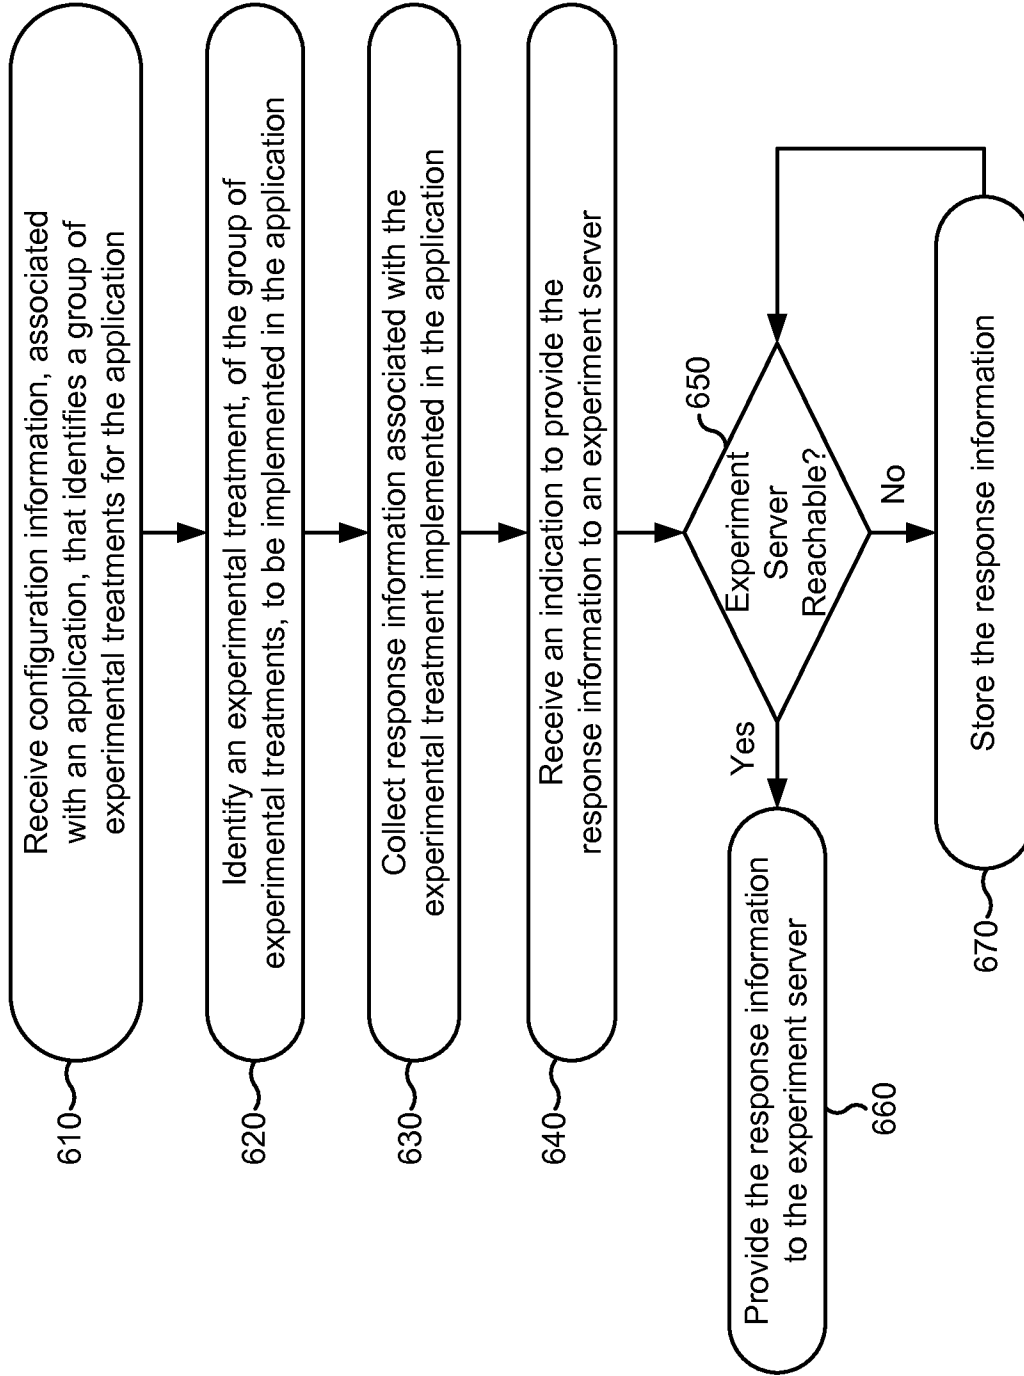 610
Receive configuration information, associated
with an application, that identifies a group of
experimental treatments for the application
620
Identify an experimental treatment, of the group of
experimental treatments, to be implemented in the application
630
Collect response information associated with the
experimental treatment implemented in the application
640
Receive an indication to provide the
response information to an experiment server
650
Experiment
Server
Reachable?
Yes
No
Provide the response information
to the experiment server
660
670
Store the response information